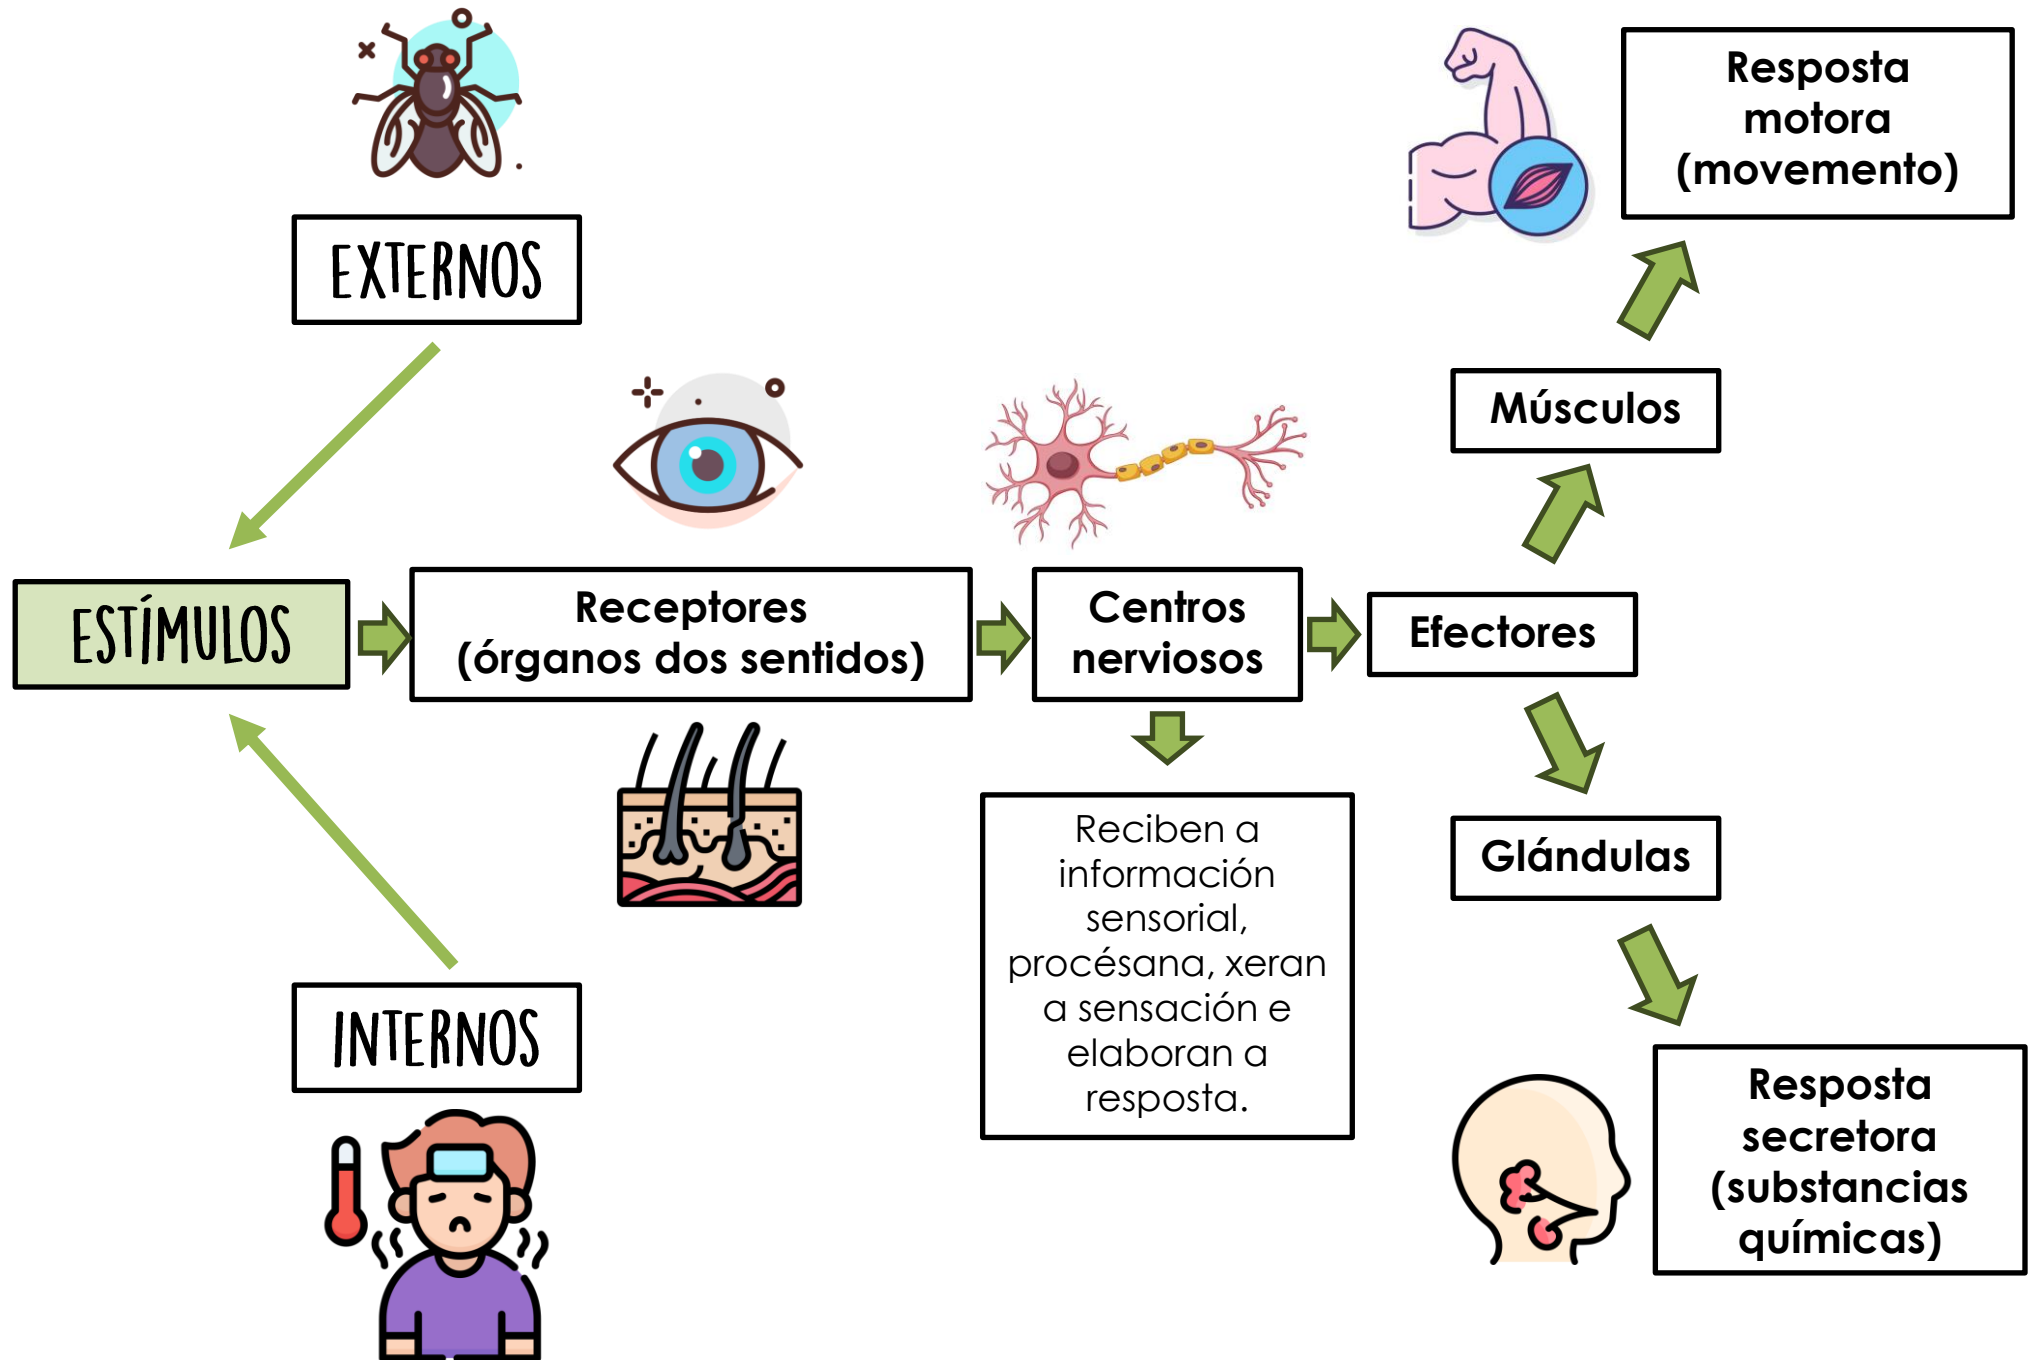 EXTERNOS
ESTÍMULOS
INTERNOS
Receptores
(órganos dos sentidos)
Centros
nerviosos
Reciben a
información
sensorial,
procésana, xeran
a sensación e
elaboran a
resposta.
Efectores
Músculos
Resposta
motora
(movemento)
Glándulas
Resposta
secretora
(substancias
químicas)